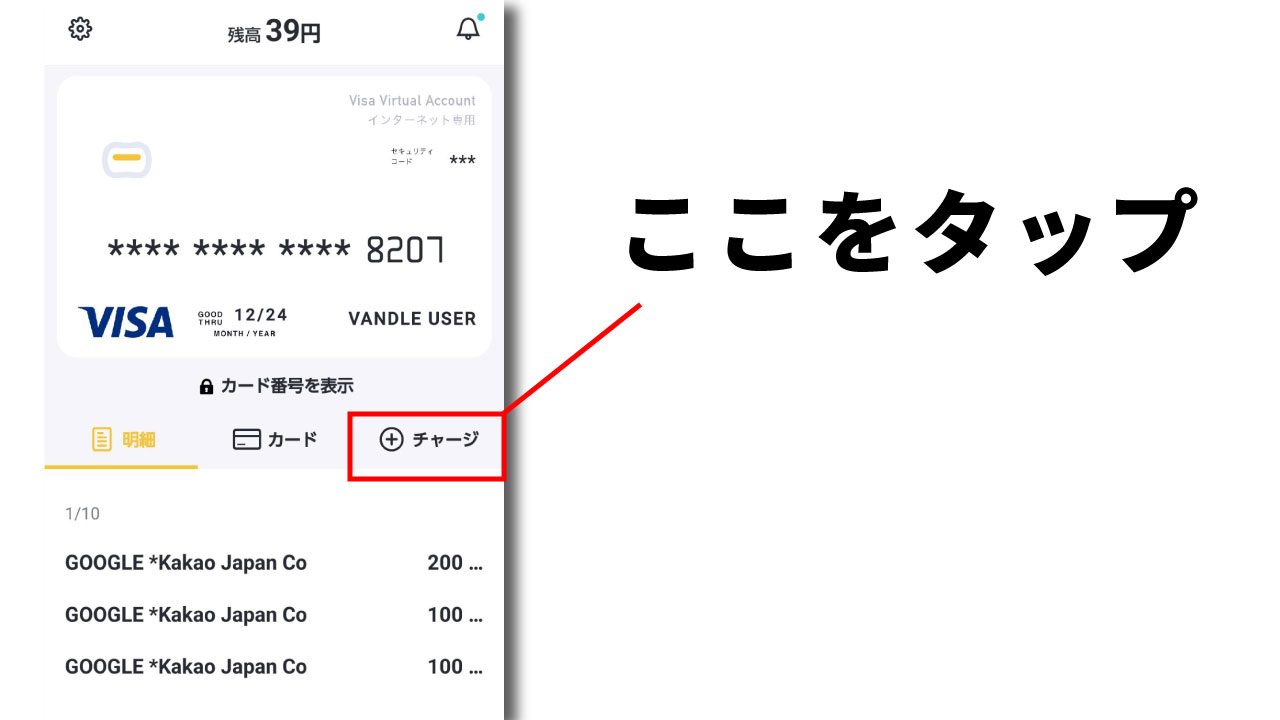 残高 39円
Visa Virtual Account
インターネット専用
セキュリティ
コード ***
**** **** **** 8207
VISA GOOD THRU 12/24 MONTH / YEAR VANDLE USER
カード番号を表示
明細 カード チャージ
ここをタップ
1/10
GOOGLE *Kakao Japan Co 200 ...
GOOGLE *Kakao Japan Co 100 ...
GOOGLE *Kakao Japan Co 100 ...